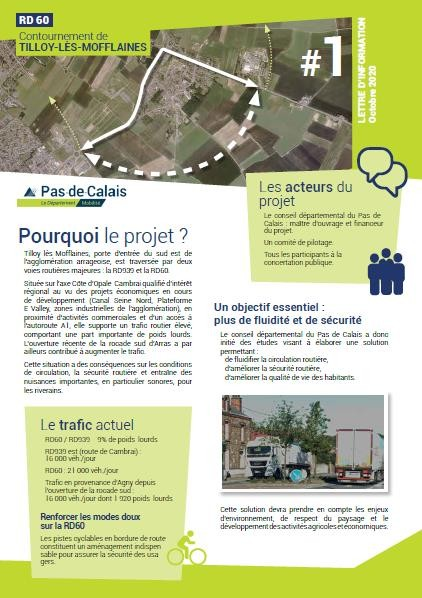 RD 60
Contournement de
TILLOY-LÈS-MOFFLAINES
#1
LETTRE D'INFORMATION
Octobre 2020
Pas-de-Calais
Le Département
Mobilité
Les acteurs du
projet
Le conseil départemental du Pas de
Calais : maître d'ouvrage et financeur
du projet.
Un comité de pilotage.
Tous les participants à la
concertation publique.
Pourquoi le projet ?
Tilloy lès Mofflaines, porte d'entrée du sud est de
l'agglomération arrageoise, est traversée par deux
voies routières majeures : la RD939 et la RD60.
Située sur l'axe Côte d'Opale Cambrai qualifié d'intérêt
régional au vu des projets économiques en cours
de développement (Canal Seine Nord, Plateforme
E Valley, zones industrielles de l'agglomération), en
proximité d'activités commerciales et d'un accès à
l'autoroute A1, elle supporte un trafic routier élevé,
comportant une part importante de poids lourds.
L'ouverture récente de la rocade sud d'Arras a par
ailleurs contribué à augmenter le trafic.
Cette situation a des conséquences sur les conditions
de circulation, la sécurité routière et entraîne des
nuisances importantes, en particulier sonores, pour
les riverains.
Un objectif essentiel :
plus de fluidité et de sécurité
Le conseil départemental du Pas de Calais a donc
initié des études visant à élaborer une solution
permettant :
de fluidifier la circulation routière,
d'améliorer la sécurité routière,
d'améliorer la qualité de vie des habitants.
Cette solution devra prendre en compte les enjeux
d'environnement, de respect du paysage et le
développement des activités agricoles et économiques.
Le trafic actuel
RD60 / RD939 9% de poids lourds
RD939 est (route de Cambrai) :
16 000 véh./jour
RD60 : 21 000 véh./jour
Trafic en provenance d'Agny depuis
l'ouverture de la rocade sud :
16 000 véh./jour dont 1 920 poids lourds
Renforcer les modes doux
sur la RD60
Les pistes cyclables en bordure de route
constituent un aménagement indispen
sable pour assurer la sécurité des usa
gers.